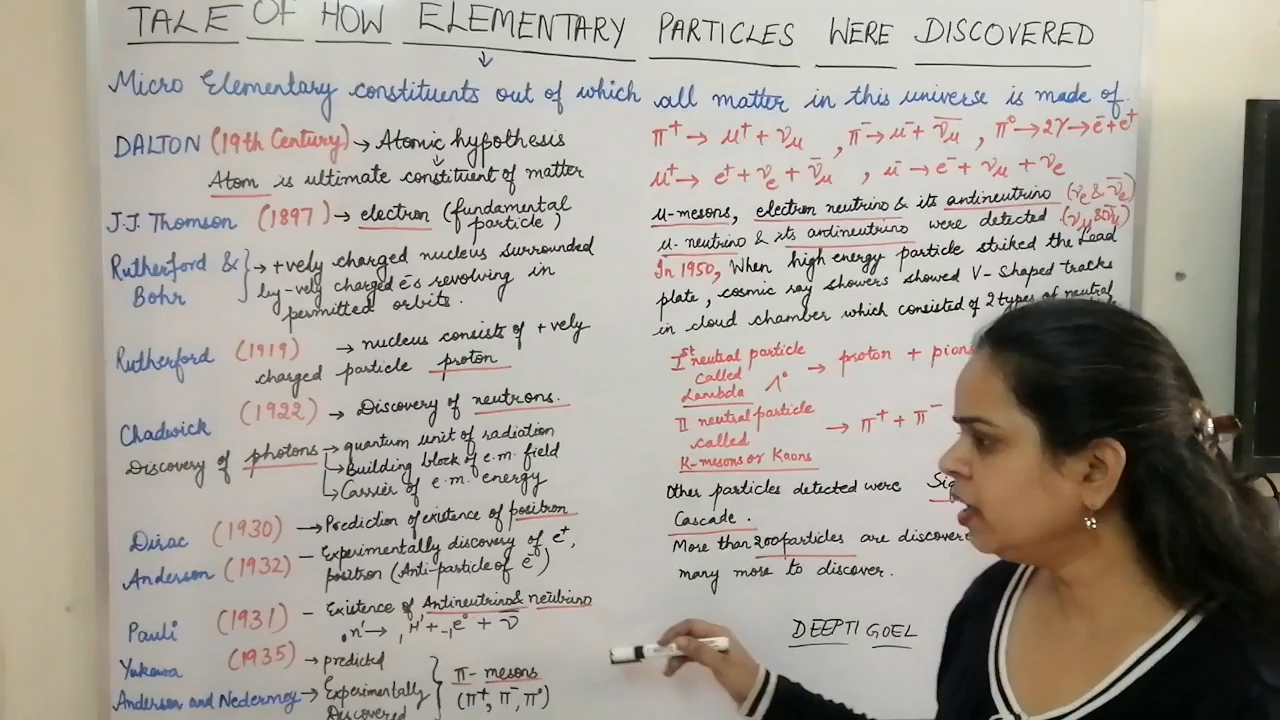 TALE OF HOW ELEMENTARY PARTICLES WERE DISCOVERED
↓
Micro Elementary constituents out of which all matter in this universe is made of.
DALTON (19th Century) → Atomic hypothesis
↓
Atom is ultimate constituent of matter
J.J. Thomson (1897) → electron (fundamental particle)
Rutherford & Bohr } → +vely charged nucleus surrounded
by -vely charged e⁻s revolving in
permitted orbits.
Rutherford (1919) → nucleus consists of +vely
charged particle proton
Chadwick (1922) → Discovery of neutrons.
Discovery of photons → quantum unit of radiation
→ Building block of e.m. field
→ Carrier of e.m. energy
Dirac (1930) → Prediction of existence of positron
Anderson (1932) - Experimentally discovery of e⁺,
positron (Anti-particle of e⁻)
Pauli (1931) - Existence of Antineutrino & neutrino
₀n¹ → ₁H¹ + ₋₁e⁰ + ν̅
Yukawa (1935) → predicted
Anderson and Nedermey → Experimentally Discovered } π- mesons
(π⁺, π⁻, π⁰)
π⁺ → μ⁺ + νμ , π⁻ → μ⁻ + ν̅μ , π⁰ → 2γ → e⁻ + e⁺
μ⁺ → e⁺ + νe + ν̅μ , μ⁻ → e⁻ + νμ + νe
μ-mesons, electron neutrino & its antineutrino (νe & ν̅e)
μ-neutrino & its antineutrino were detected (νμ & ν̅μ)
In 1950, When high energy particle striked the Lead
plate, cosmic ray showers showed V-shaped tracks
in cloud chamber which consisted of 2 types of neutral
Ist neutral particle called Lambda Λ⁰ → proton + pion
II neutral particle called K-mesons or Kaons → π⁺ + π⁻
Other particles detected were
Cascade.
More than 200 particles are discovere
many more to discover.
DEEPTI GOEL